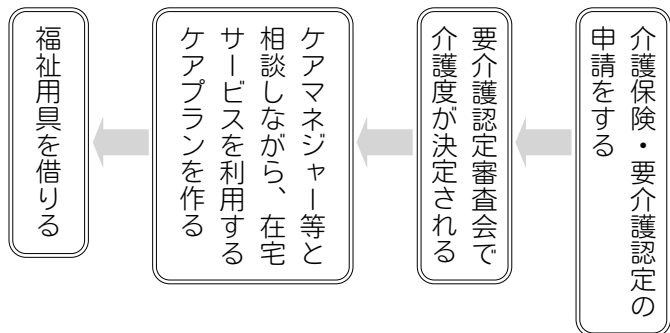 介護保険・要介護認定の
申請をする
要介護認定審査会で
介護度が決定される
ケアマネジャー等と
相談しながら、在宅
サービスを利用する
ケアプランを作る
福祉用具を借りる